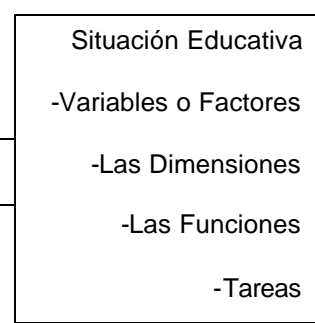 Situación Educativa
-Variables o Factores
-Las Dimensiones
-Las Funciones
-Tareas